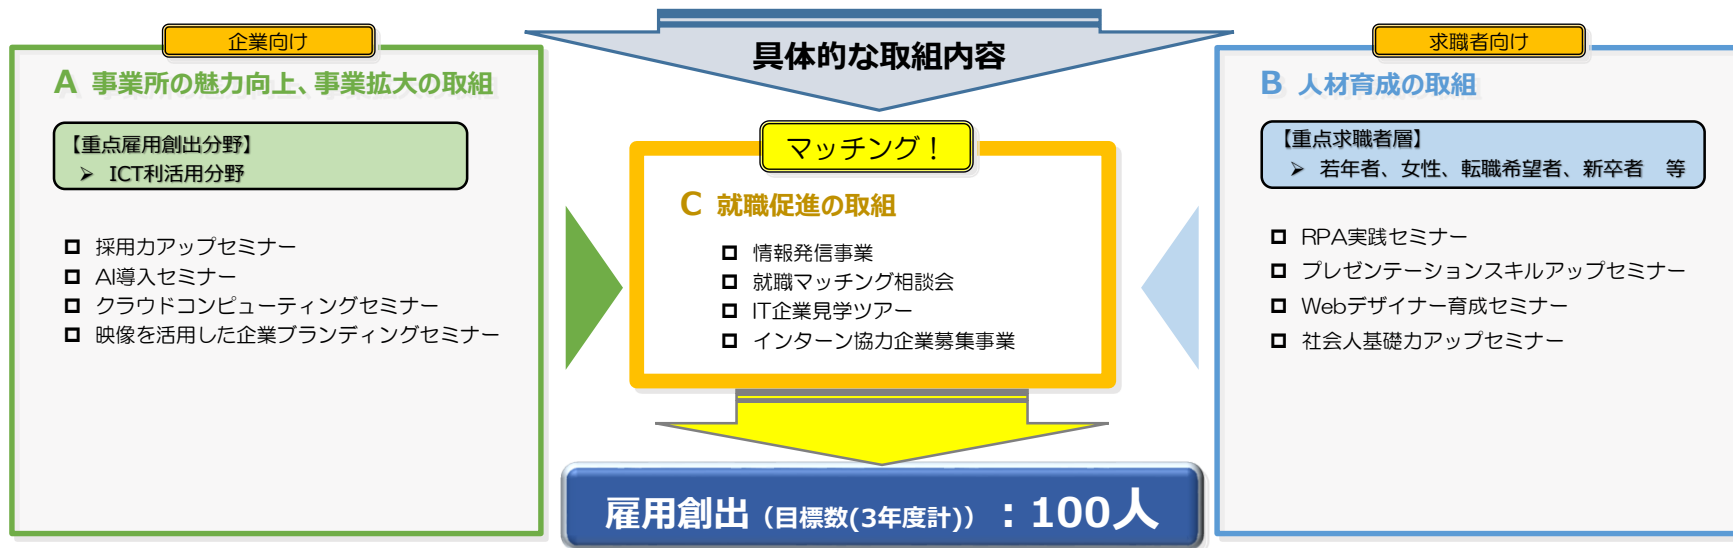 具体的な取組内容
企業向け
A 事業所の魅力向上、事業拡大の取組
【重点雇用創出分野】
➢ ICT利活用分野
採用力アップセミナー
AI導入セミナー
クラウドコンピューティングセミナー
映像を活用した企業ブランディングセミナー
マッチング！
C 就職促進の取組
情報発信事業
就職マッチング相談会
IT企業見学ツアー
インターン協力企業募集事業
求職者向け
B 人材育成の取組
【重点求職者層】
➢ 若年者、女性、転職希望者、新卒者　等
RPA実践セミナー
プレゼンテーションスキルアップセミナー
Webデザイナー育成セミナー
社会人基礎力アップセミナー
雇用創出（目標数(3年度計)）：100人